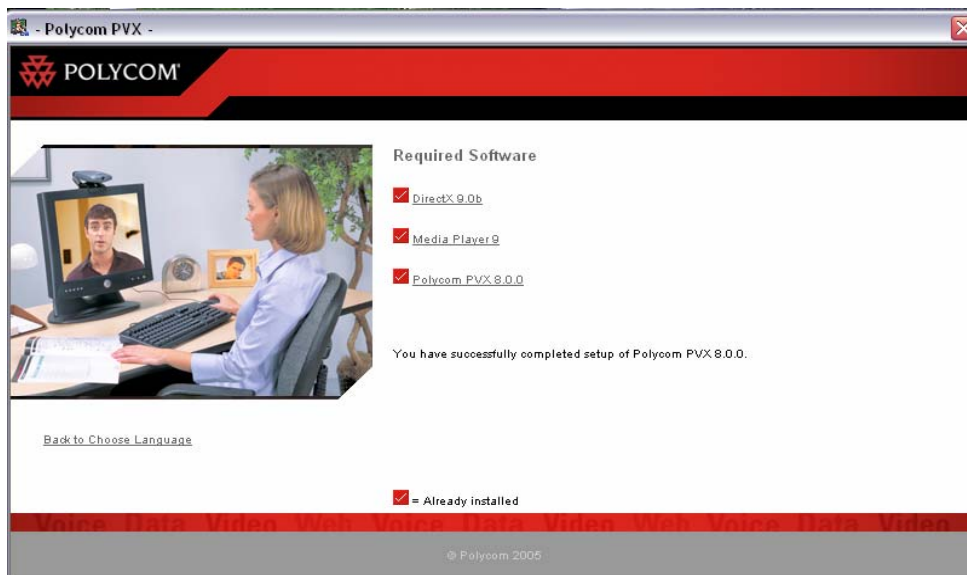 - Polycom PVX -
POLYCOM
Required Software
DirectX 9.0b
Media Player 9
Polycom PVX 8.0.0
You have successfully completed setup of Polycom PVX 8.0.0.
Back to Choose Language
= Already installed
Voice Data Video Web Voice Data Video Web Voice Data Video
© Polycom 2005